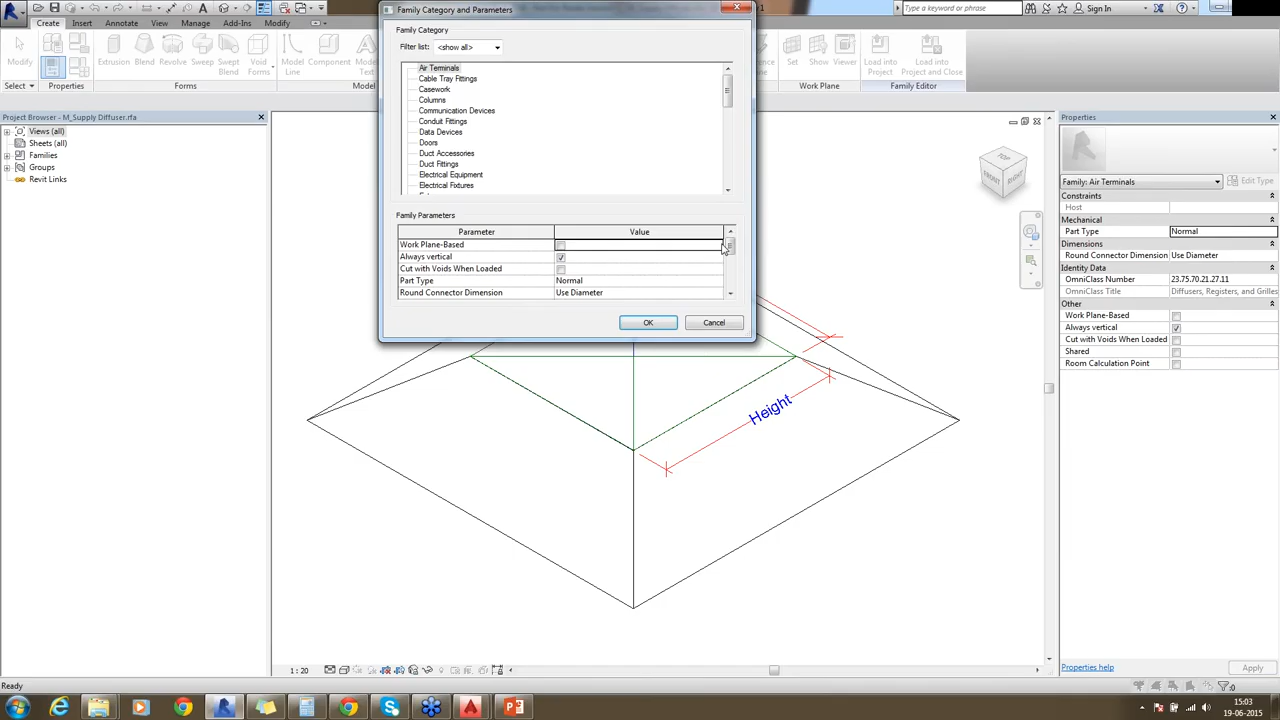 Family Category and Parameters
Type a keyword or phrase
Sign In
Create
Insert
Annotate
View
Manage
Add-Ins
Modify
Modify
Extrusion
Blend
Revolve
Sweep
Swept
Blend
Void
Forms
Model
Line
Component
Set
Show
Viewer
Load into
Project
Load into
Project and Close
Select
Properties
Forms
Model
Work Plane
Family Editor
Project Browser - M_Supply Diffuser.rfa
Views (all)
Sheets (all)
Families
Groups
Revit Links
Family Category
Filter list:
<show all>
Air Terminals
Cable Tray Fittings
Casework
Columns
Communication Devices
Conduit Fittings
Data Devices
Doors
Duct Accessories
Duct Fittings
Electrical Equipment
Electrical Fixtures
Family Parameters
Parameter Value
Work Plane-Based
Always vertical
Cut with Voids When Loaded
Part Type Normal
Round Connector Dimension Use Diameter
OK
Cancel
Height
TOP
FRONT
RIGHT
Properties
Family: Air Terminals
Edit Type
Constraints
Host
Mechanical
Part Type Normal
Dimensions
Round Connector Dimension Use Diameter
Identity Data
OmniClass Number 23.75.70.21.27.11
OmniClass Title Diffusers, Registers, and Grilles
Other
Work Plane-Based
Always vertical
Cut with Voids When Loaded
Shared
Room Calculation Point
Properties help
Apply
1 : 20
Ready
:0
15:03
19-06-2015